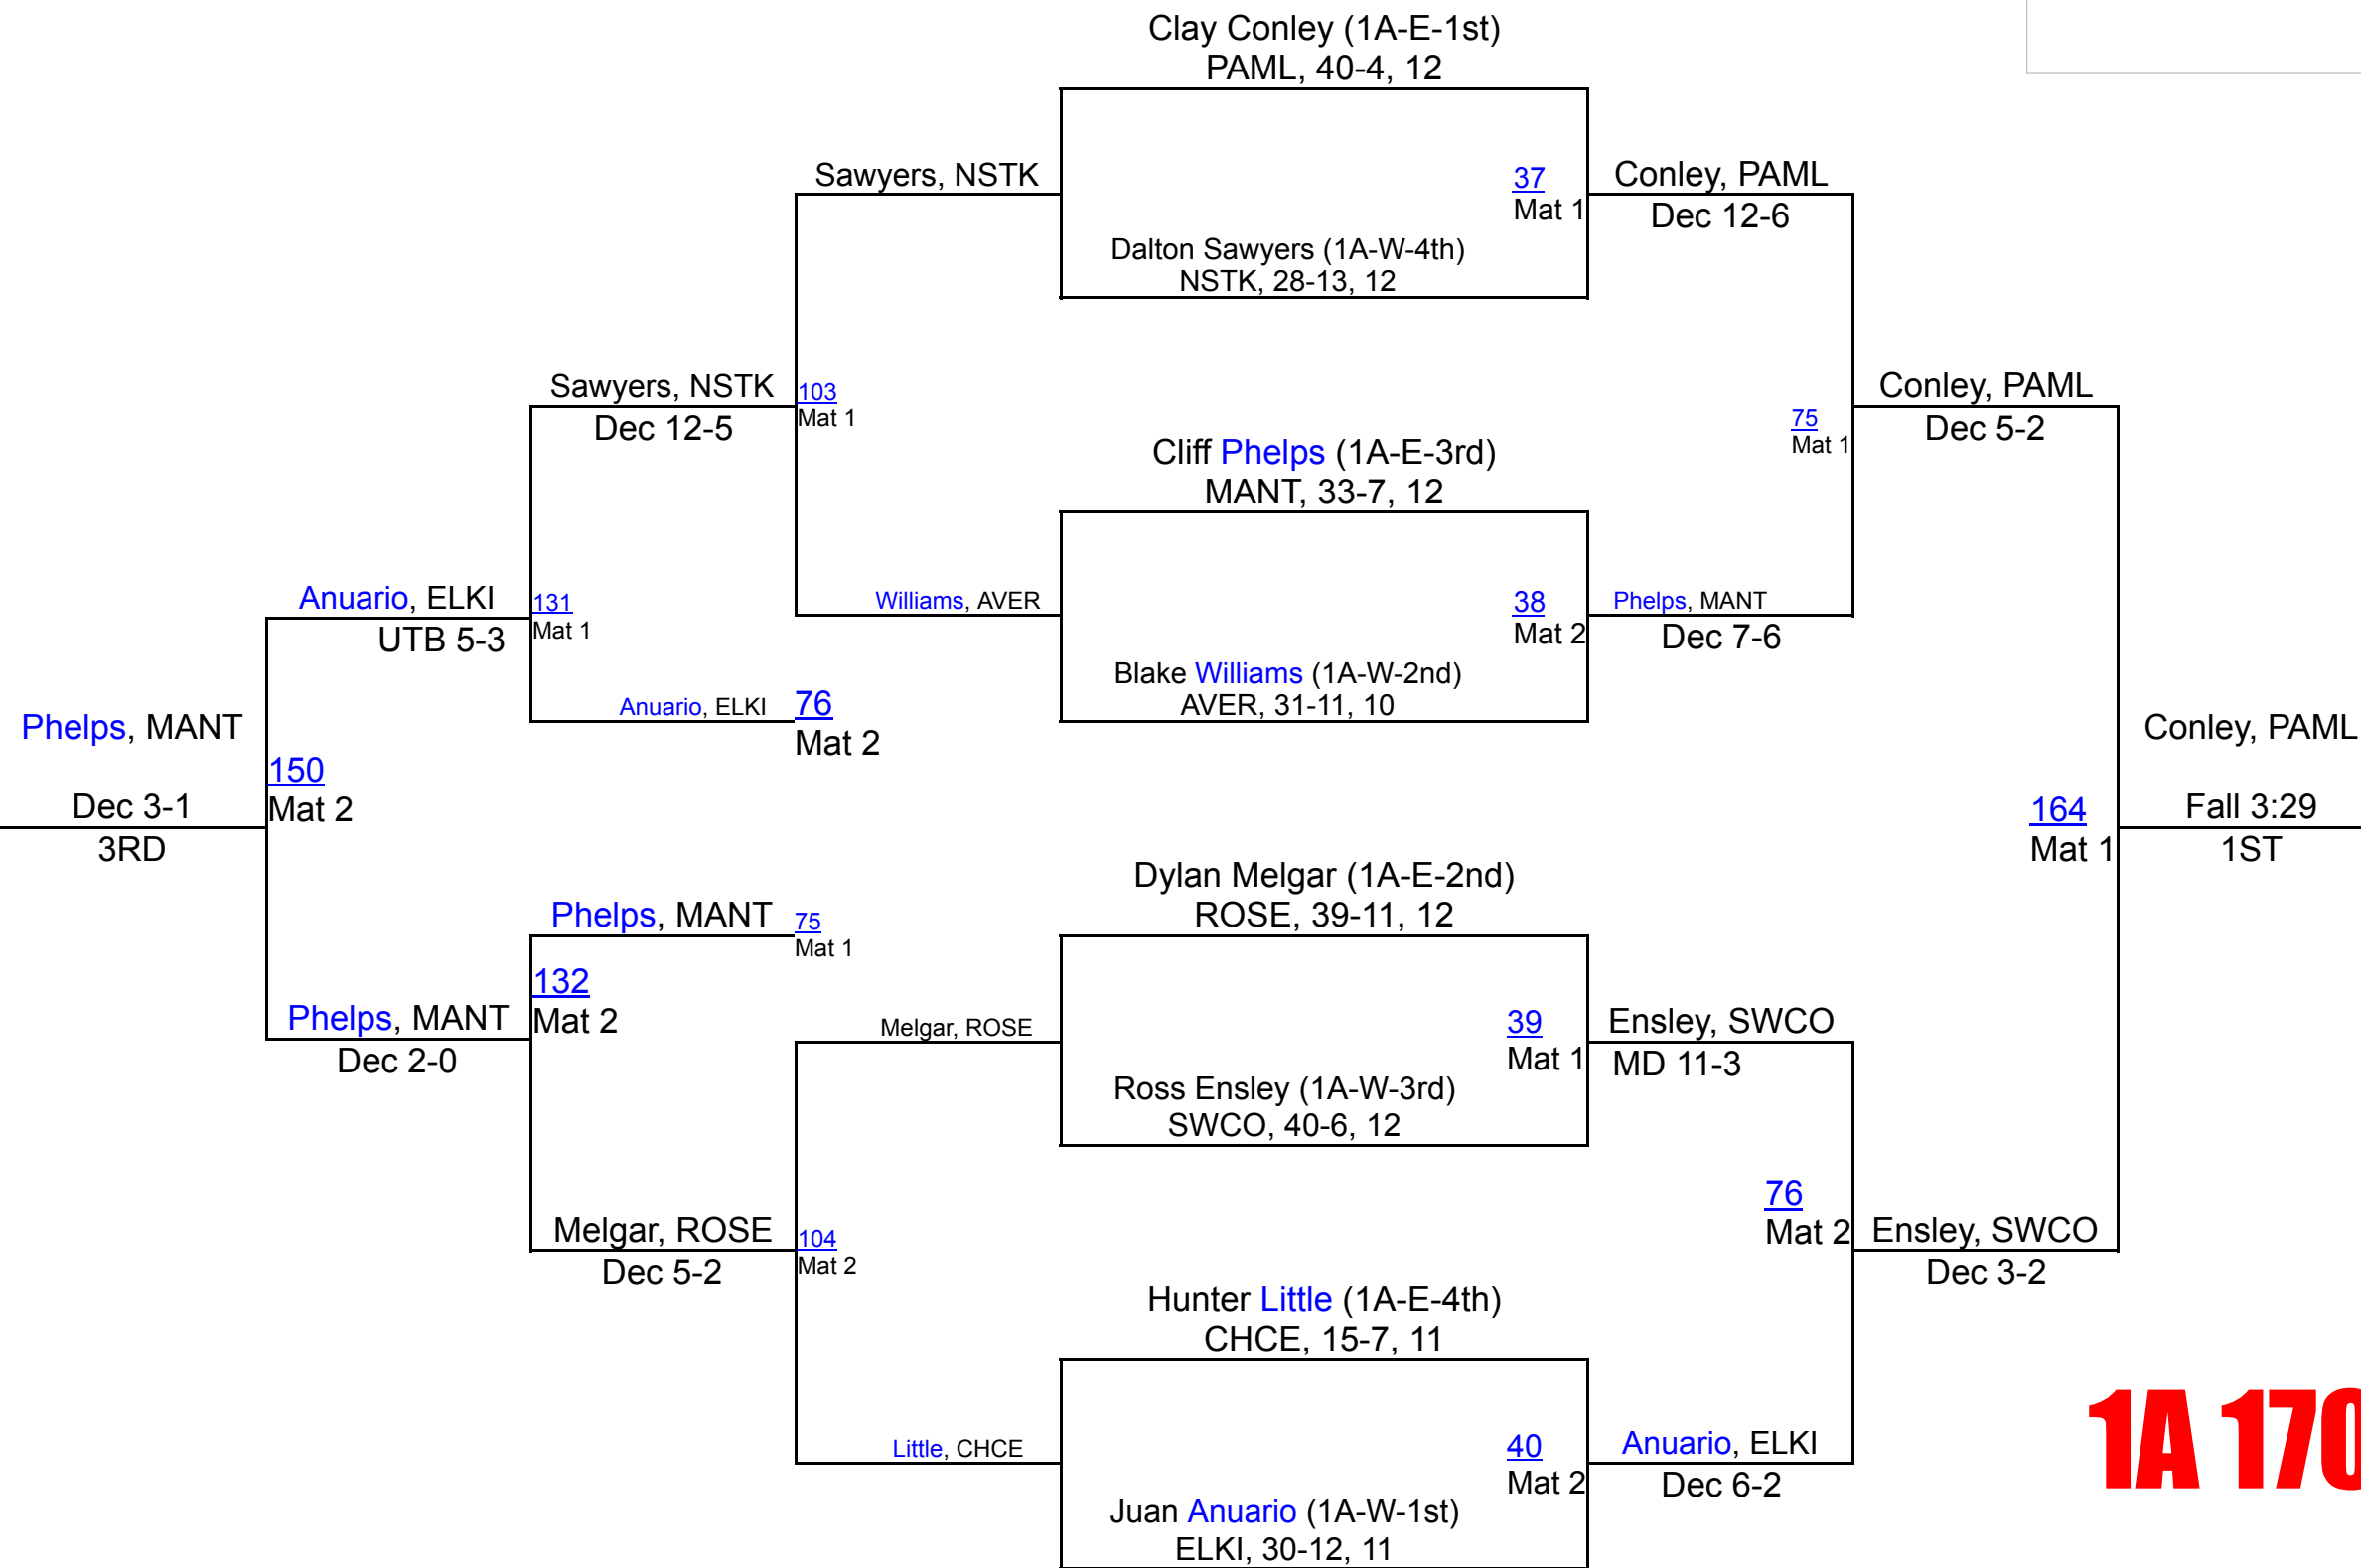 Clay Conley (1A-E-1st)
PAML, 40-4, 12
Sawyers, NSTK
37
Mat 1
Conley, PAML
Dec 12-6
Dalton Sawyers (1A-W-4th)
NSTK, 28-13, 12
Sawyers, NSTK
Dec 12-5
103
Mat 1
Conley, PAML
Dec 5-2
75
Mat 1
Cliff Phelps (1A-E-3rd)
MANT, 33-7, 12
Anuario, ELKI
UTB 5-3
131
Mat 1
Williams, AVER
38
Mat 2
Phelps, MANT
Dec 7-6
Blake Williams (1A-W-2nd)
AVER, 31-11, 10
Anuario, ELKI
76
Mat 2
Phelps, MANT
Dec 3-1
3RD
150
Mat 2
Conley, PAML
Fall 3:29
1ST
164
Mat 1
Dylan Melgar (1A-E-2nd)
ROSE, 39-11, 12
Phelps, MANT
75
Mat 1
132
Mat 2
Phelps, MANT
Dec 2-0
Melgar, ROSE
39
Mat 1
Ensley, SWCO
MD 11-3
Ross Ensley (1A-W-3rd)
SWCO, 40-6, 12
Melgar, ROSE
Dec 5-2
104
Mat 2
76
Mat 2
Ensley, SWCO
Dec 3-2
Hunter Little (1A-E-4th)
CHCE, 15-7, 11
Little, CHCE
40
Mat 2
Anuario, ELKI
Dec 6-2
Juan Anuario (1A-W-1st)
ELKI, 30-12, 11
1A 170